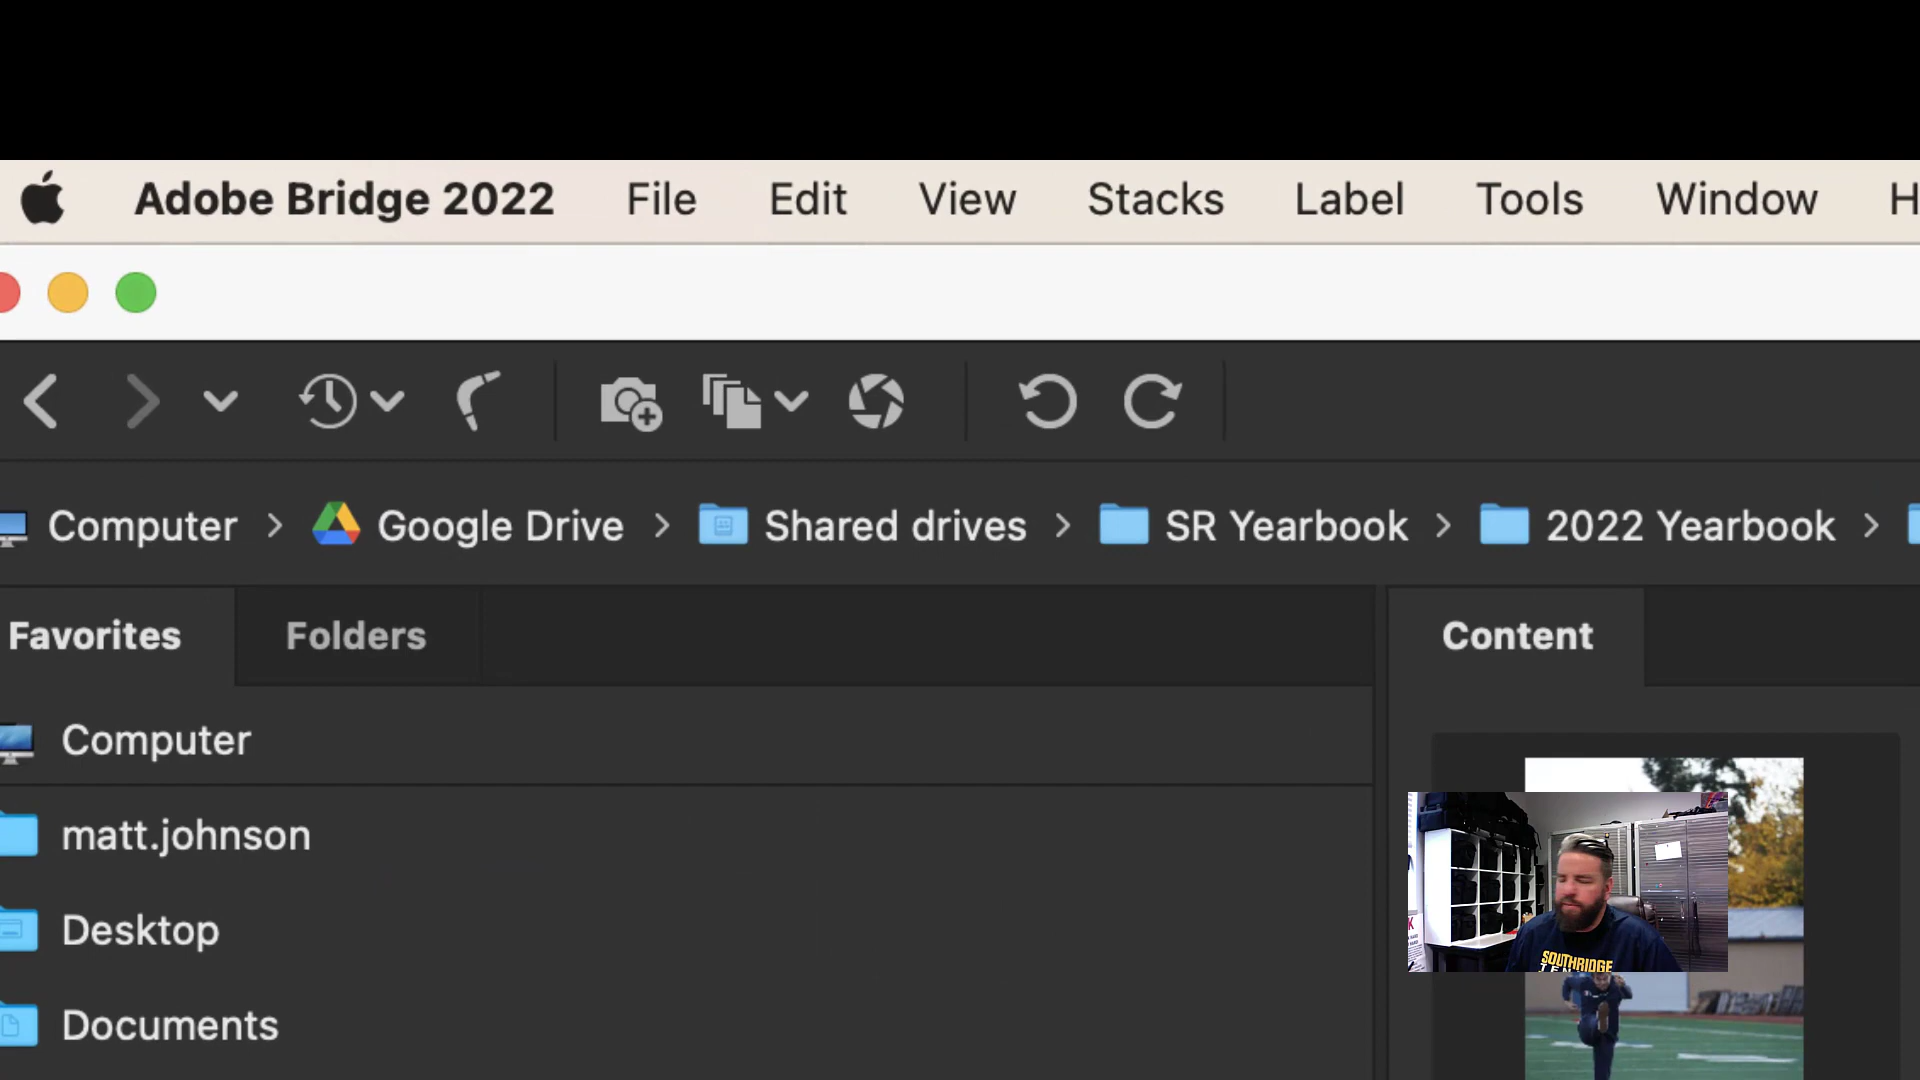 Adobe Bridge 2022 File Edit View Stacks Label Tools Window H
Computer Google Drive Shared drives SR Yearbook 2022 Yearbook
Favorites Folders Content
Computer
matt.johnson
Desktop
Documents
SOUTHRIDGE